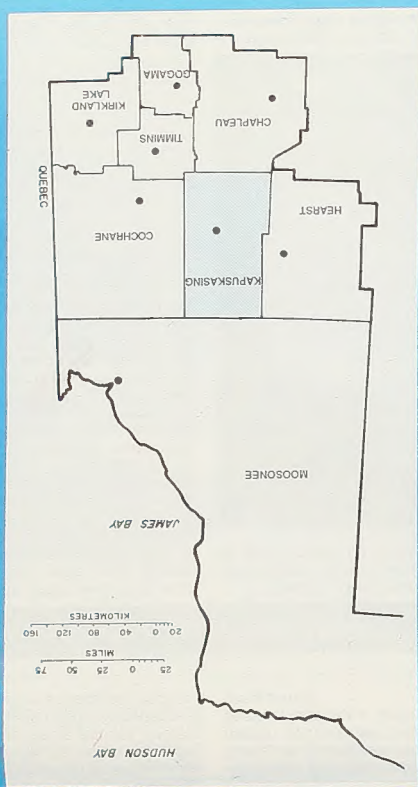 HUDSON BAY
25 0 25 50 75
MILES
20 0 40 80 120 160
KILOMETRES
JAMES BAY
MOOSONEE
KAPUSKASING
HEARST
COCHRANE
QUEBEC
CHAPLEAU
TIMMINS
KIRKLAND
LAKE
GOGAMA